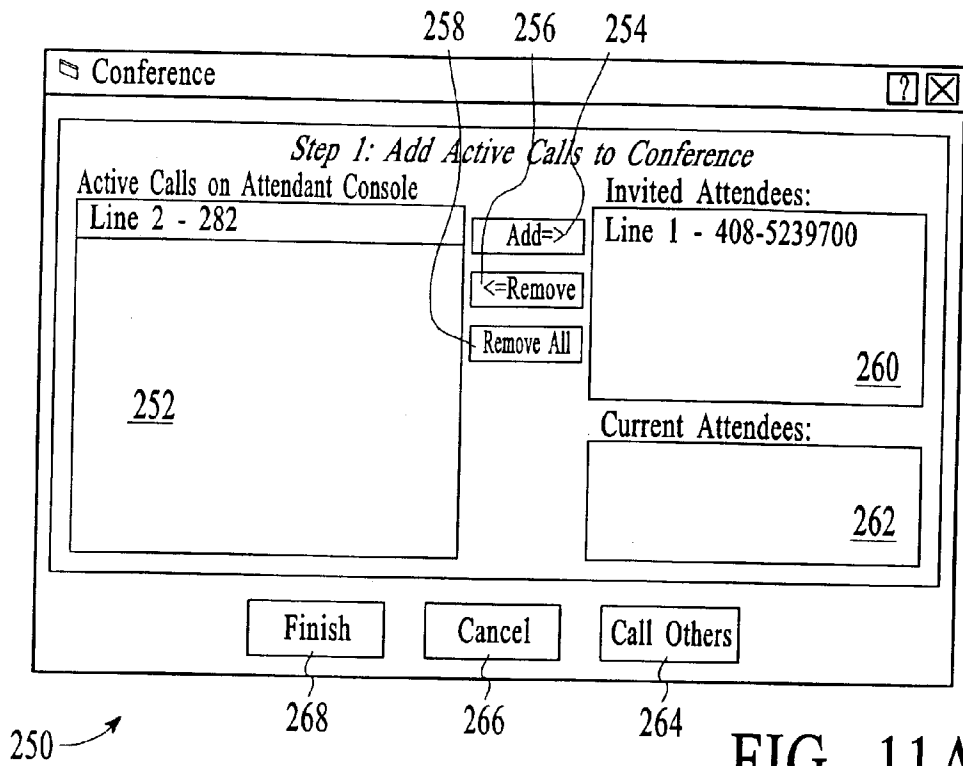 258 256 254
Conference ?
Step 1: Add Active Calls to Conference
Active Calls on Attendant Console
Invited Attendees:
Line 2 - 282
Add=>
Line 1 - 408-5239700
<=Remove
Remove All
260
252
Current Attendees:
262
Finish Cancel Call Others
268 266 264
250
FIG. 11A